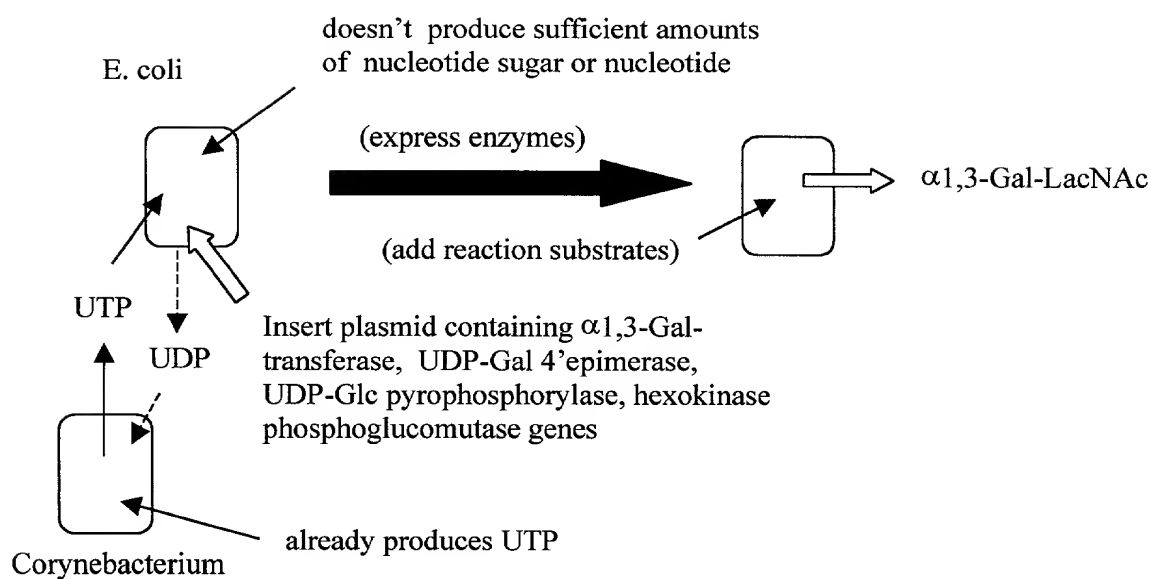 doesn't produce sufficient amounts
of nucleotide sugar or nucleotide
E. coli
(express enzymes)
α1,3-Gal-LacNAc
(add reaction substrates)
UTP
UDP
Insert plasmid containing α1,3-Gal-
transferase, UDP-Gal 4'epimerase,
UDP-Glc pyrophosphorylase, hexokinase
phosphoglucomutase genes
already produces UTP
Corynebacterium